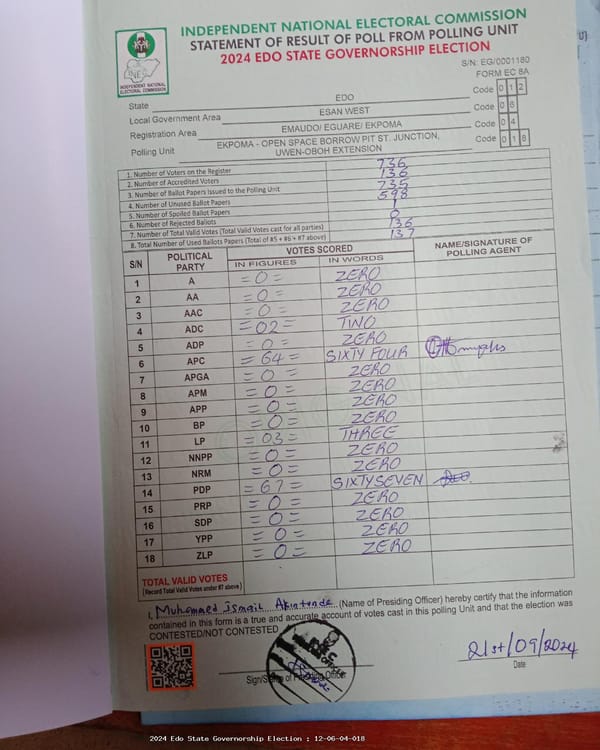 INDEPENDENT NATIONAL ELECTORAL COMMISSION
STATEMENT OF RESULT OF POLL FROM POLLING UNIT
2024 EDO STATE GOVERNORSHIP ELECTION
INEC
INDEPENDENT NATIONAL
ELECTORAL COMMISSION
S/N: EG/0001180
FORM EC 8A
State EDO Code 0 1 2
Local Government Area ESAN WEST Code 0 6
Registration Area EMAUDO/ EGUARE/ EKPOMA Code 0 4
Polling Unit EKPOMA - OPEN SPACE BORROW PIT ST. JUNCTION, UWEN-OBOH EXTENSION Code 0 1 8
1. Number of Voters on the Register 736
2. Number of Accredited Voters 136
3. Number of Ballot Papers Issued to the Polling Unit 735
4. Number of Unused Ballot Papers 598
5. Number of Spoiled Ballot Papers 1
6. Number of Rejected Ballots 0
7. Number of Total Valid Votes (Total Valid Votes cast for all parties) 136
8. Total Number of Used Ballots Papers (Total of #5 + #6 + #7 above) 137
S/N POLITICAL PARTY VOTES SCORED NAME/SIGNATURE OF POLLING AGENT
IN FIGURES IN WORDS
1 A =0= ZERO
2 AA =0= ZERO
3 AAC =0= ZERO
4 ADC =02= TWO
5 ADP =0= ZERO
6 APC =64= SIXTY FOUR
7 APGA =0= ZERO
8 APM =0= ZERO
9 APP =0= ZERO
10 BP =0= ZERO
11 LP =03= THREE
12 NNPP =0= ZERO
13 NRM =0= ZERO
14 PDP =67= SIXTY SEVEN
15 PRP =0= ZERO
16 SDP =0= ZERO
17 YPP =0= ZERO
18 ZLP =0= ZERO
TOTAL VALID VOTES
(Record Total Valid Votes under #7 above)
I, Muhammed ismail Akintunde (Name of Presiding Officer) hereby certify that the information
contained in this form is a true and accurate account of votes cast in this polling Unit and that the election was
CONTESTED/NOT CONTESTED
21st/09/2024
Sign/Stamp of Presiding Officer Date
2024 Edo State Governorship Election : 12-06-04-018